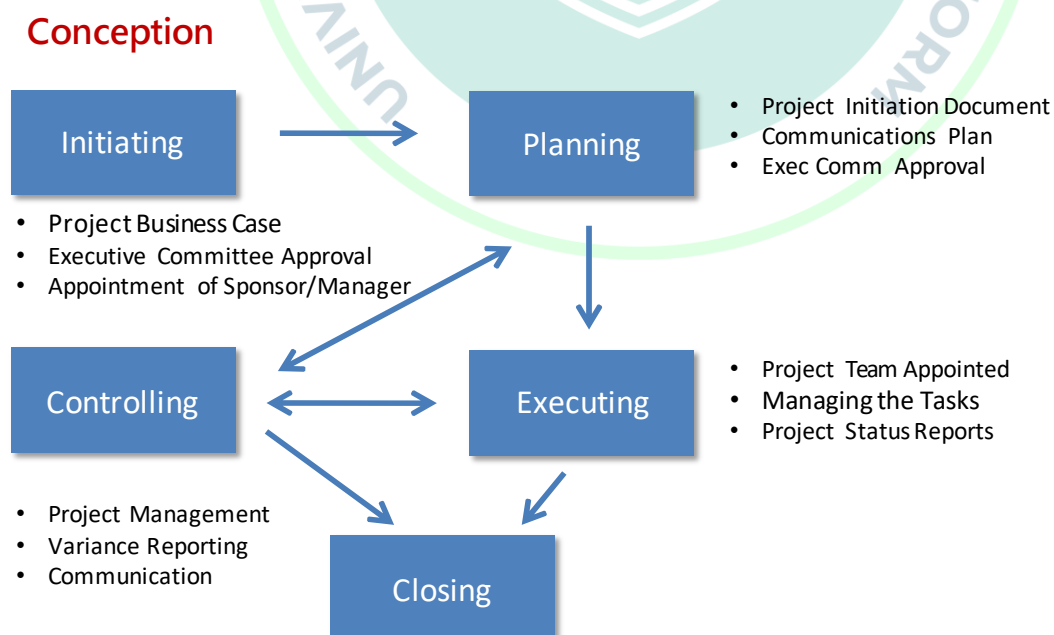 Conception
Initiating
Planning
• Project Initiation Document
• Communications Plan
• Exec Comm Approval
• Project Business Case
• Executive Committee Approval
• Appointment of Sponsor/Manager
Controlling
Executing
• Project Team Appointed
• Managing the Tasks
• Project Status Reports
• Project Management
• Variance Reporting
• Communication
Closing
UNIV
ORM